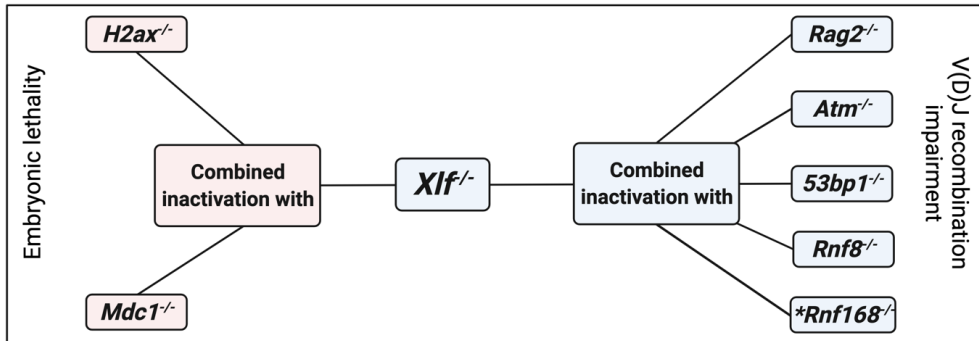 Embryonic lethality
H2ax-/-
Combined
inactivation with
Mdc1-/-
Xlf-/-
Combined
inactivation with
Rag2-/-
Atm-/-
53bp1-/-
Rnf8-/-
*Rnf168-/-
V(D)J recombination
impairment